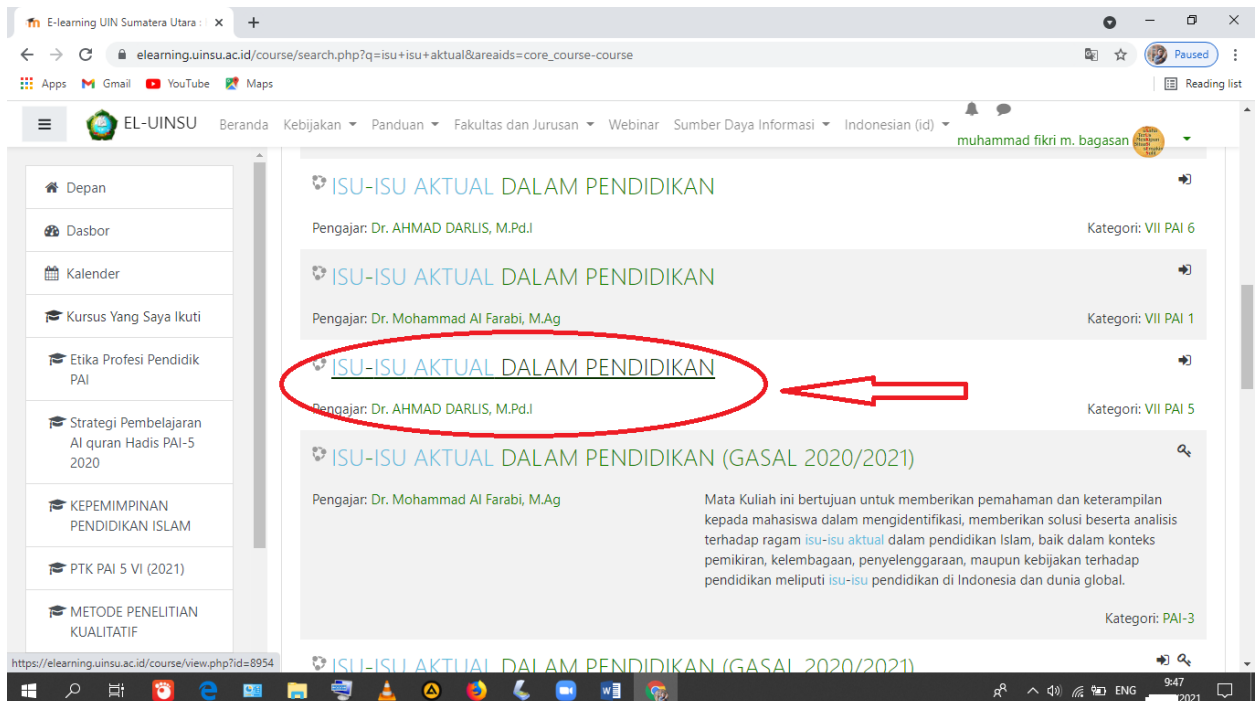 E-learning UIN Sumatera Utara :
elearning.uinsu.ac.id/course/search.php?q=isu+isu+aktual&areaids=core_course-course
Paused
Apps Gmail YouTube Maps Reading list
EL-UINSU Beranda Kebijakan Panduan Fakultas dan Jurusan Webinar Sumber Daya Informasi Indonesian (id)
muhammad fikri m. bagasan
Depan
Dasbor
Kalender
Kursus Yang Saya Ikuti
Etika Profesi Pendidik
PAI
Strategi Pembelajaran
Al quran Hadis PAI-5
2020
KEPEMIMPINAN
PENDIDIKAN ISLAM
PTK PAI 5 VI (2021)
METODE PENELITIAN
KUALITATIF
ISU-ISU AKTUAL DALAM PENDIDIKAN
Pengajar: Dr. AHMAD DARLIS, M.Pd.I Kategori: VII PAI 6
ISU-ISU AKTUAL DALAM PENDIDIKAN
Pengajar: Dr. Mohammad Al Farabi, M.Ag Kategori: VII PAI 1
ISU-ISU AKTUAL DALAM PENDIDIKAN
Pengajar: Dr. AHMAD DARLIS, M.Pd.I Kategori: VII PAI 5
ISU-ISU AKTUAL DALAM PENDIDIKAN (GASAL 2020/2021)
Pengajar: Dr. Mohammad Al Farabi, M.Ag
Mata Kuliah ini bertujuan untuk memberikan pemahaman dan keterampilan
kepada mahasiswa dalam mengidentifikasi, memberikan solusi beserta analisis
terhadap ragam isu-isu aktual dalam pendidikan Islam, baik dalam konteks
pemikiran, kelembagaan, penyelenggaraan, maupun kebijakan terhadap
pendidikan meliputi isu-isu pendidikan di Indonesia dan dunia global.
Kategori: PAI-3
ISU-ISU AKTUAL DALAM PENDIDIKAN (GASAL 2020/2021)
https://elearning.uinsu.ac.id/course/view.php?id=8954
ENG
9:47
/2021